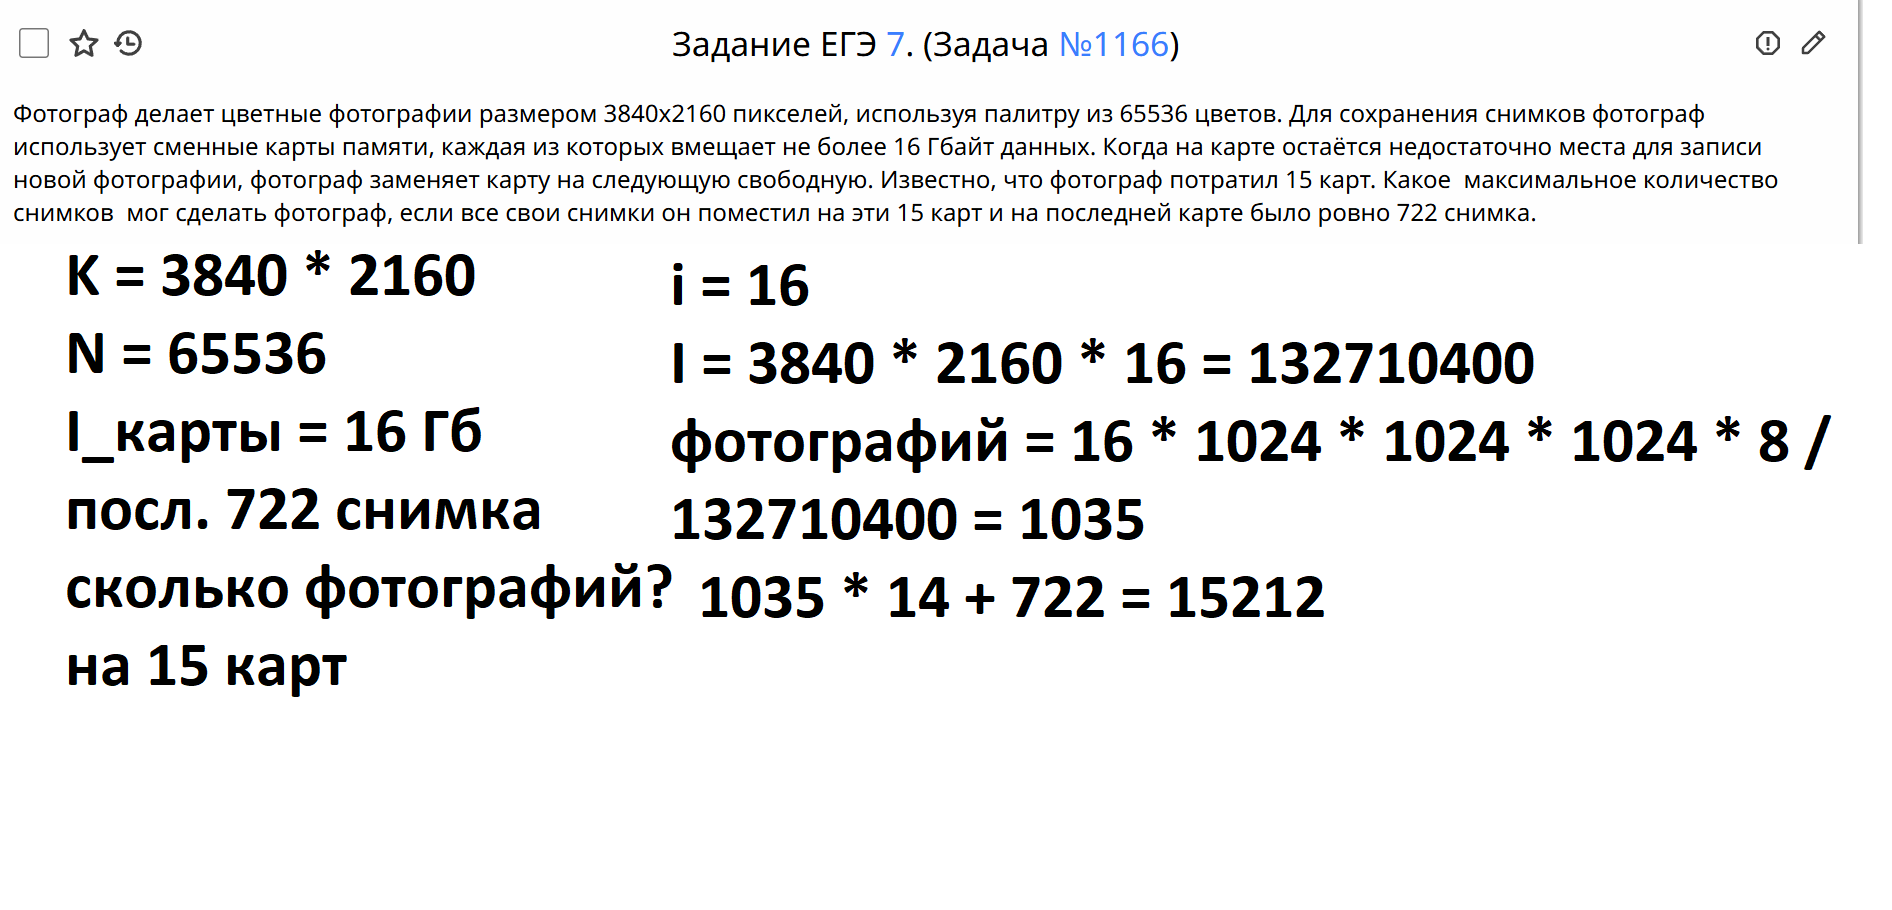 Задание ЕГЭ 7. (Задача №1166)
Фотограф делает цветные фотографии размером 3840x2160 пикселей, используя палитру из 65536 цветов. Для сохранения снимков фотограф
использует сменные карты памяти, каждая из которых вмещает не более 16 Гбайт данных. Когда на карте остаётся недостаточно места для записи
новой фотографии, фотограф заменяет карту на следующую свободную. Известно, что фотограф потратил 15 карт. Какое  максимальное количество
снимков  мог сделать фотограф, если все свои снимки он поместил на эти 15 карт и на последней карте было ровно 722 снимка.
K = 3840 * 2160
N = 65536
I_карты = 16 Гб
посл. 722 снимка
сколько фотографий?
на 15 карт
i = 16
I = 3840 * 2160 * 16 = 132710400
фотографий = 16 * 1024 * 1024 * 1024 * 8 /
132710400 = 1035
1035 * 14 + 722 = 15212